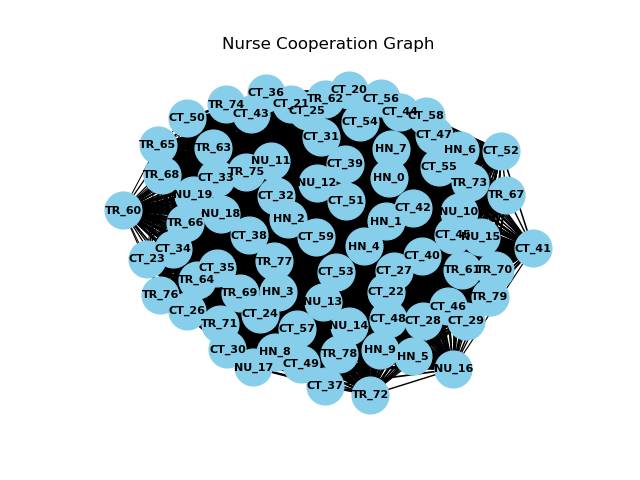 Nurse Cooperation Graph
CT_20
CT_36
CT_56
TR_62
TR_74
CT_21
CT_25
CT_44
CT_43
CT_58
CT_50
CT_54
CT_47
CT_31
TR_65
TR_63
HN_7
HN_6
CT_52
NU_11
CT_39
CT_55
TR_68
TR_75
CT_33
HN_0
NU_12
TR_73
NU_19
CT_32
TR_67
CT_51
TR_60
NU_18
CT_42
NU_10
HN_2
HN_1
TR_66
CT_38
CT_59
CT_45
NU_15
HN_4
CT_41
CT_34
CT_23
CT_40
TR_77
CT_35
CT_53
CT_27
TR_61
TR_70
TR_64
TR_76
TR_69
HN_3
CT_22
TR_79
NU_13
CT_46
CT_26
CT_24
TR_71
CT_57
NU_14
CT_48
CT_28
CT_29
CT_30
HN_8
TR_78
HN_9
HN_5
NU_17
CT_49
NU_16
CT_37
TR_72